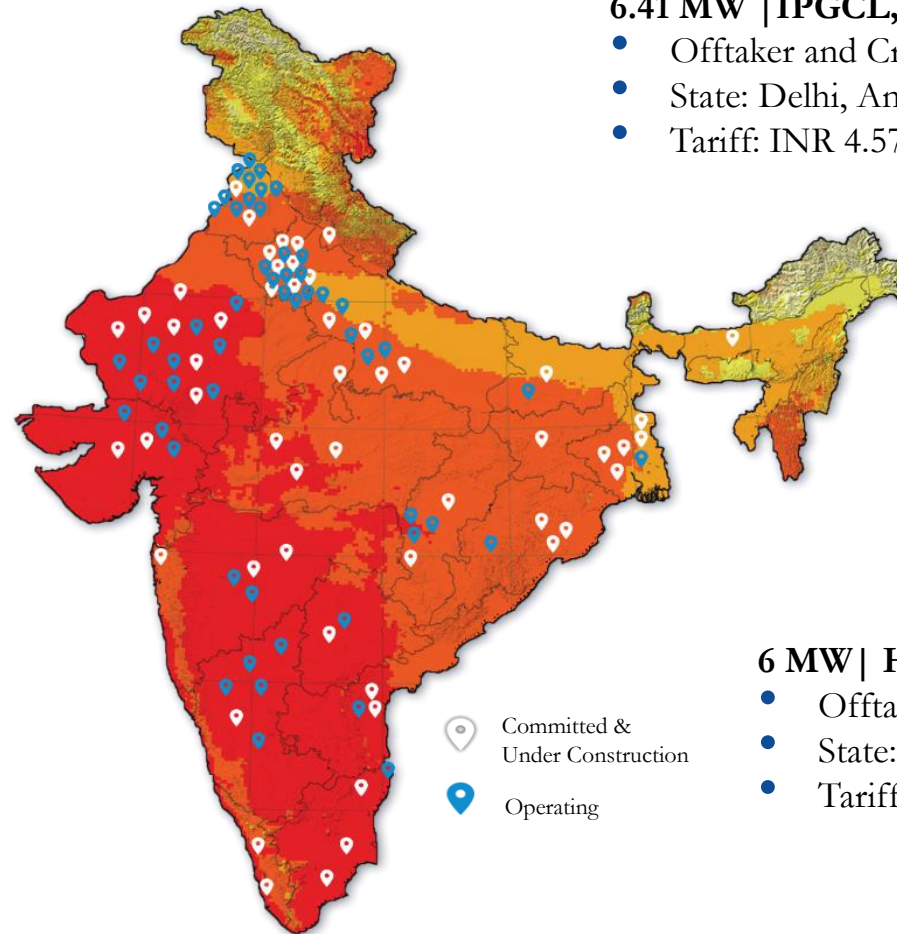 6.41 MW | IPGCL,
• Offtaker and Cr
• State: Delhi, An
• Tariff: INR 4.57
Committed &
Under Construction
Operating
6 MW| H
• Offta
• State:
• Tariff